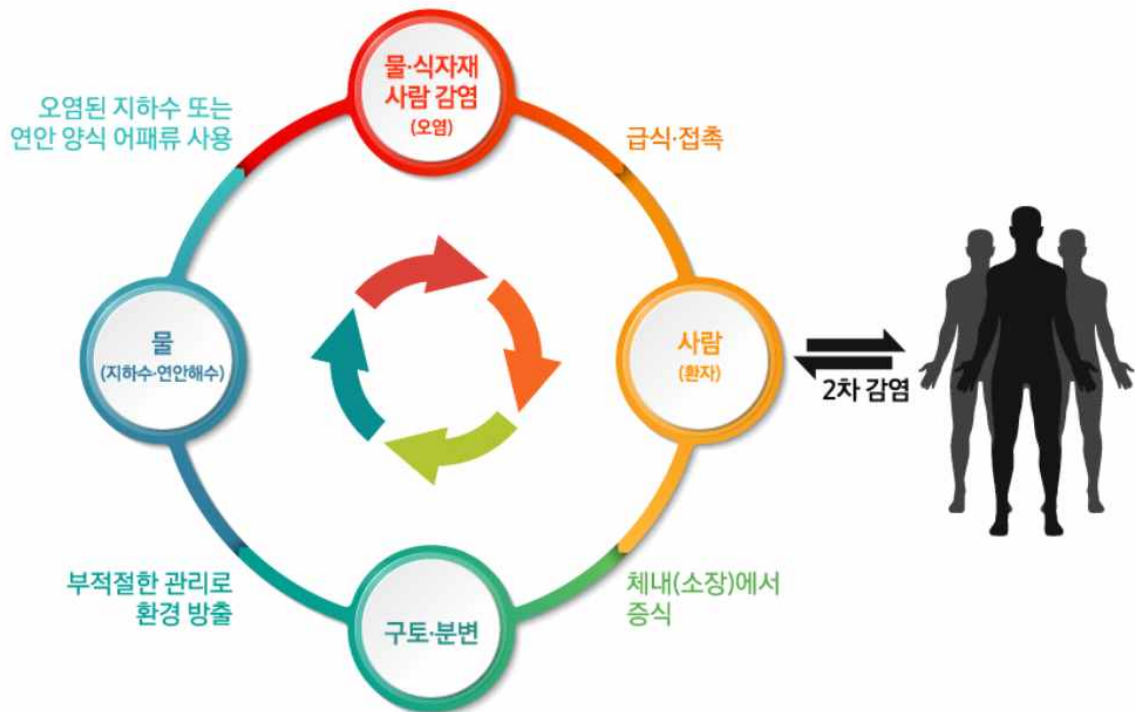 물·식자재
사람 감염
(오염)
오염된 지하수 또는
연안 양식 어패류 사용
급식·접촉
물
(지하수·연안해수)
사람
(환자)
2차 감염
부적절한 관리로
환경 방출
체내(소장)에서
증식
구토·분변